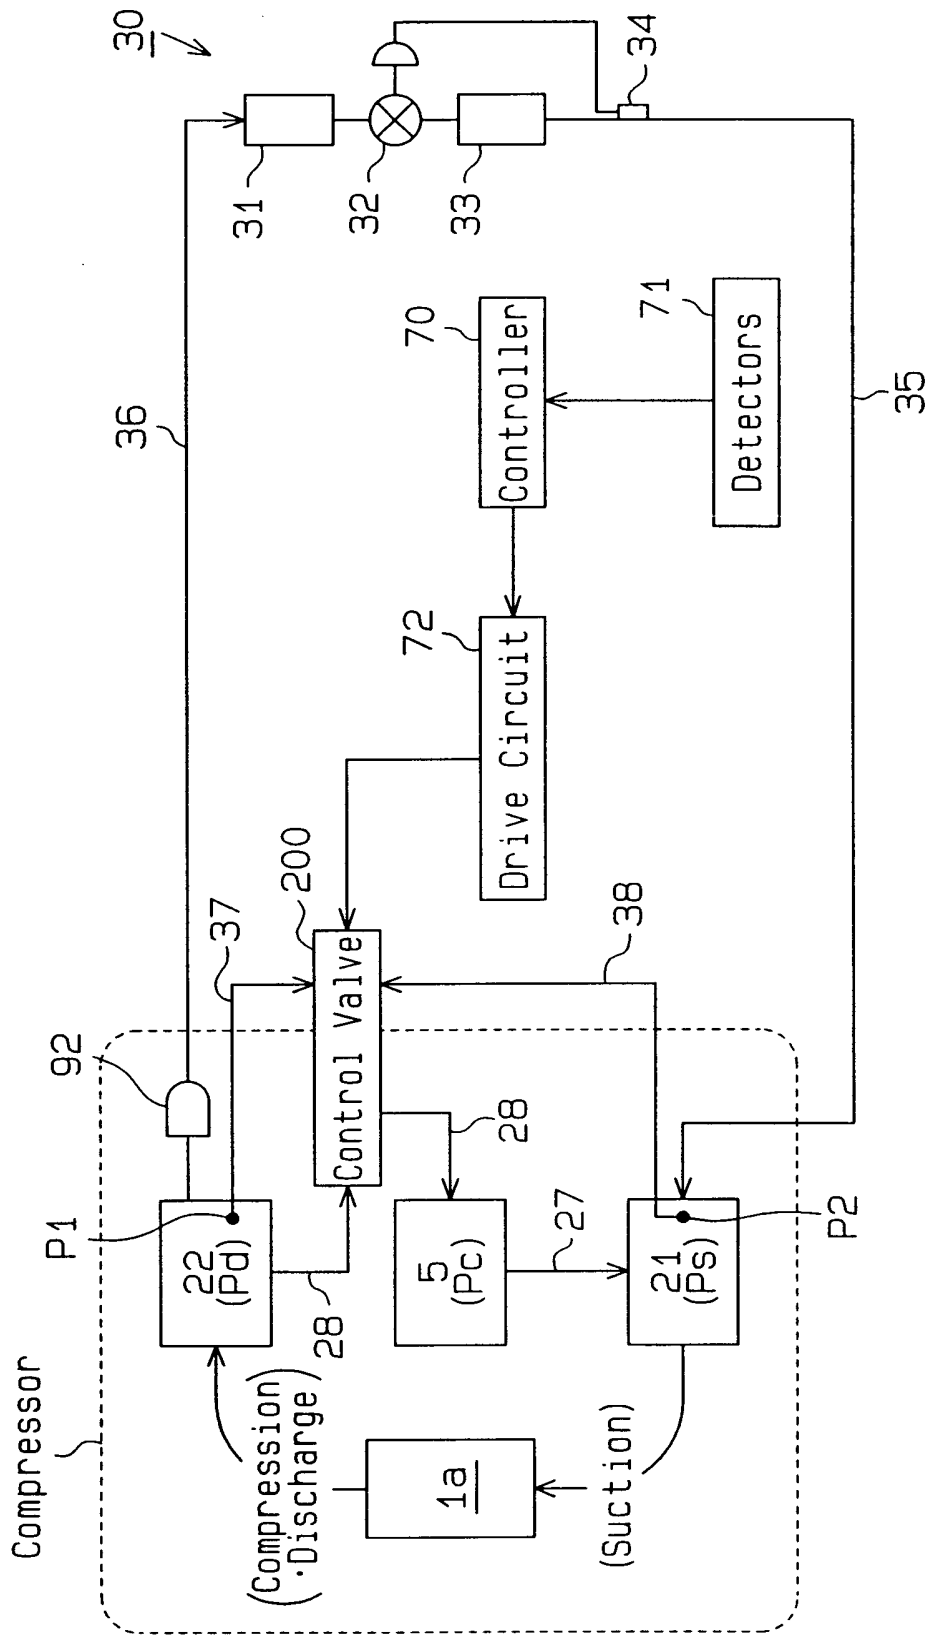 Compressor
(Compression
·Discharge)
1a
(Suction)
P1
22
(Pd)
28
5
(Pc)
27
21
(Ps)
P2
92
37
200
Control Valve
28
38
72
Drive Circuit
70
Controller
71
Detectors
36
35
30
31
32
33
34